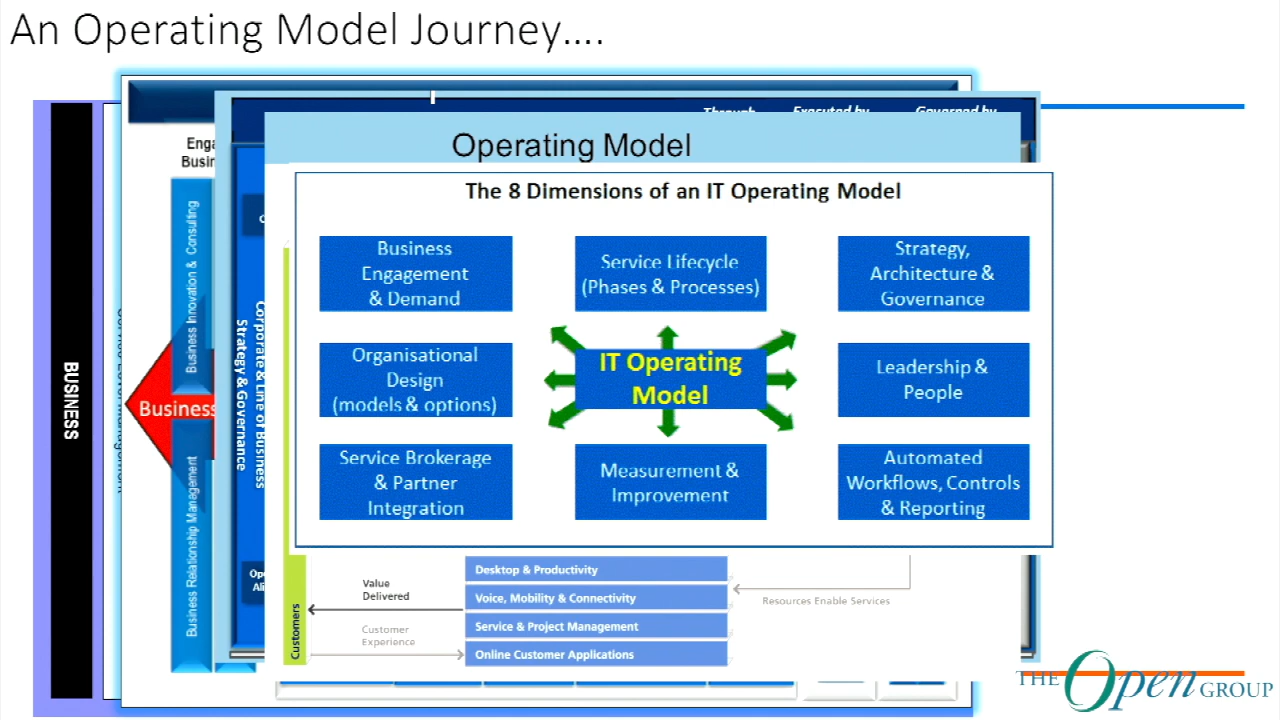 An Operating Model Journey....
Through
Executed by
Governed by
Operating Model
The 8 Dimensions of an IT Operating Model
Business
Engagement
& Demand
Service Lifecycle
(Phases & Processes)
Strategy,
Architecture &
Governance
Organisational
Design
(models & options)
IT Operating
Model
Leadership &
People
Service Brokerage
& Partner
Integration
Measurement &
Improvement
Automated
Workflows, Controls
& Reporting
BUSINESS
Business Innovation & Consulting
Business
Business Relationship Management
Corporate & Line of Business
Strategy & Governance
Customers
Value
Delivered
Customer
Experience
Desktop & Productivity
Voice, Mobility & Connectivity
Service & Project Management
Online Customer Applications
Resources Enable Services
THE Open GROUP